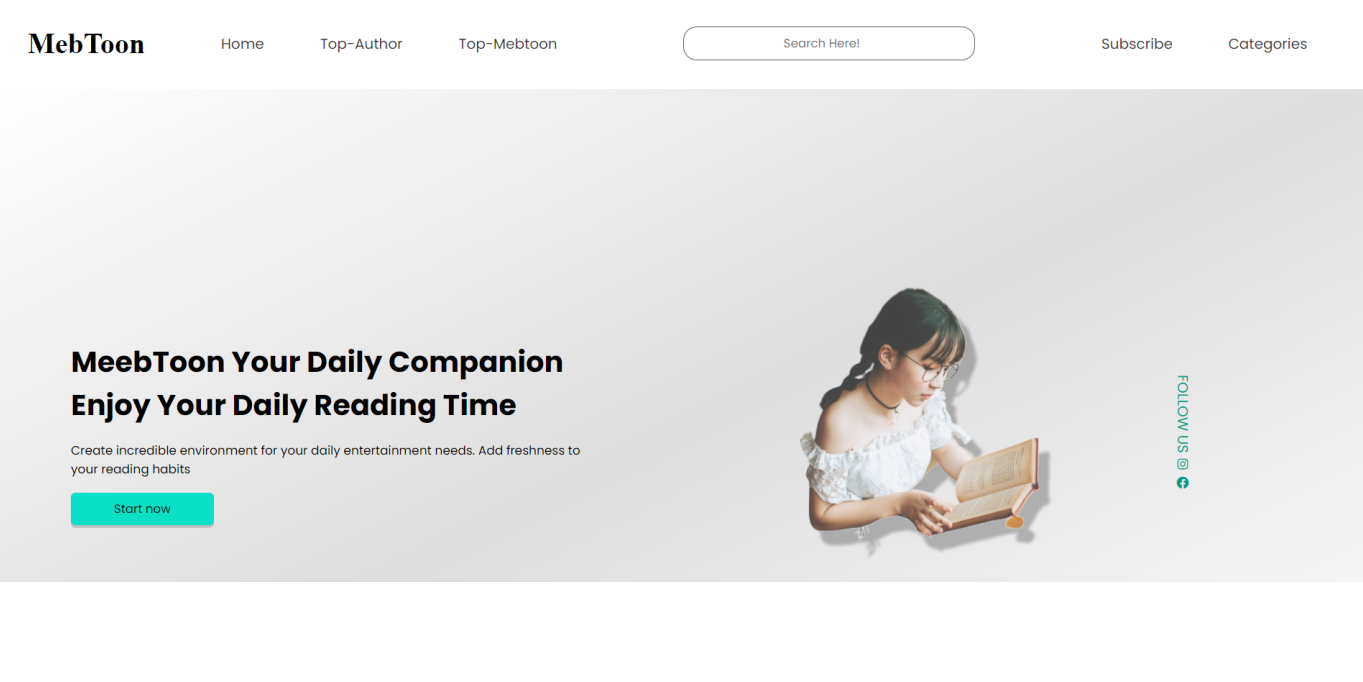 MebToon
Home
Top-Author
Top-Mebtoon
Search Here!
Subscribe
Categories
MeebToon Your Daily Companion
Enjoy Your Daily Reading Time
Create incredible environment for your daily entertainment needs. Add freshness to
your reading habits
Start now
FOLLOW US